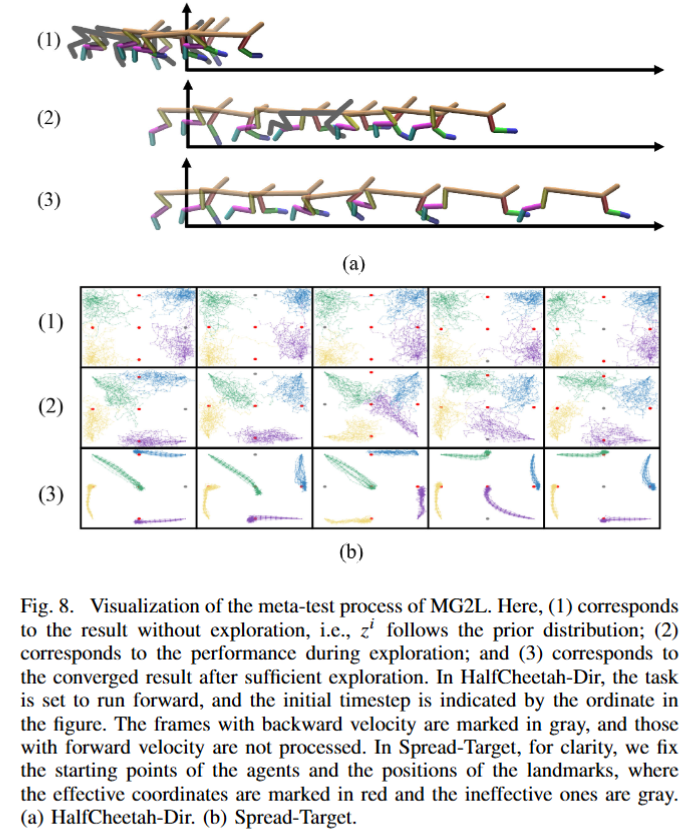 (1)
(2)
(3)
(a)
(1)
(2)
(3)
(b)
Fig. 8. Visualization of the meta-test process of MG2L. Here, (1) corresponds
to the result without exploration, i.e., zⁱ follows the prior distribution; (2)
corresponds to the performance during exploration; and (3) corresponds to
the converged result after sufficient exploration. In HalfCheetah-Dir, the task
is set to run forward, and the initial timestep is indicated by the ordinate in
the figure. The frames with backward velocity are marked in gray, and those
with forward velocity are not processed. In Spread-Target, for clarity, we fix
the starting points of the agents and the positions of the landmarks, where
the effective coordinates are marked in red and the ineffective ones are gray.
(a) HalfCheetah-Dir. (b) Spread-Target.